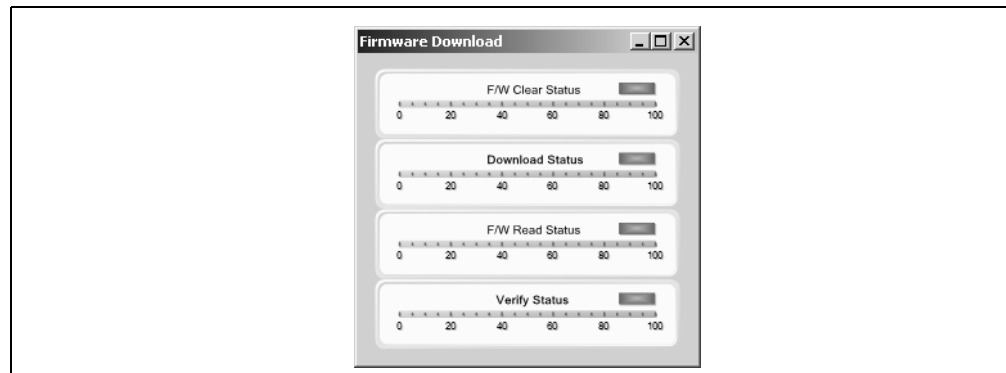 Firmware Download
F/W Clear Status
0 20 40 60 80 100
Download Status
0 20 40 60 80 100
F/W Read Status
0 20 40 60 80 100
Verify Status
0 20 40 60 80 100